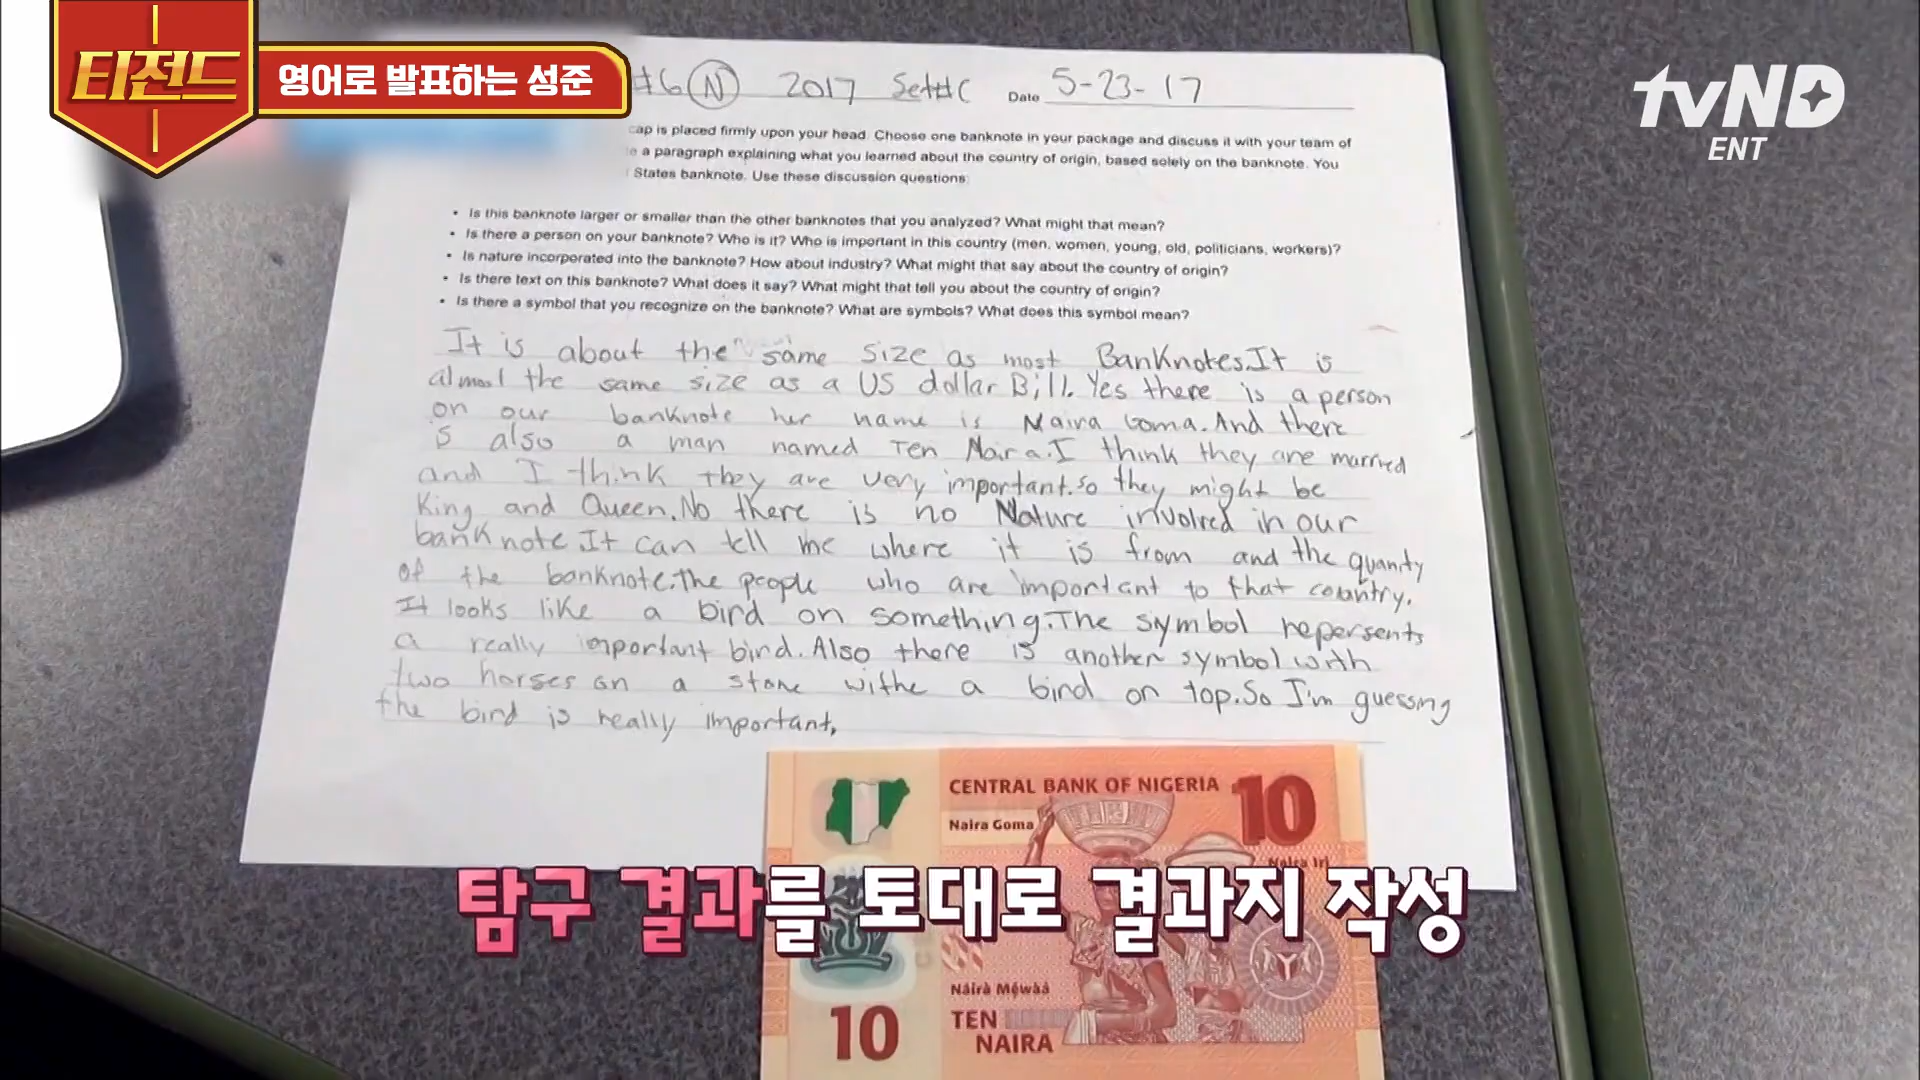 티전드
영어로 발표하는 성준
tvND
ENT
#6 N 2017 Set#C Date 5-23-17
cap is placed firmly upon your head. Choose one banknote in your package and discuss it with your team of
a paragraph explaining what you learned about the country of origin, based solely on the banknote. You
States banknote. Use these discussion questions:
• Is this banknote larger or smaller than the other banknotes that you analyzed? What might that mean?
• Is there a person on your banknote? Who is it? Who is important in this country (men, women, young, old, politicians, workers)?
• Is nature incorporated into the banknote? How about industry? What might that say about the country of origin?
• Is there text on this banknote? What does it say? What might that tell you about the country of origin?
• Is there a symbol that you recognize on the banknote? What are symbols? What does this symbol mean?
It is about the same size as most Banknotes.It is
almost the same size as a US dollar Bill. Yes there is a person
on our banknote her name is Naira Goma. And there
is also a man named Ten Naira. I think they are married
and I think they are very important. so they might be
King and Queen. No there is no Nature involved in our
banknote. It can tell me where it is from and the quanity
of the banknote. The people who are important to that country.
It looks like a bird on something. The symbol repersents
a really important bird. Also there is another symbol with
two horses on a stone withe a bird on top. So I'm guessing
the bird is really important.
CENTRAL BANK OF NIGERIA 10
Naira Goma
Naira Iri
탐구 결과를 토대로 결과지 작성
Náírà Mẹ́wàá
10 TEN
NAIRA